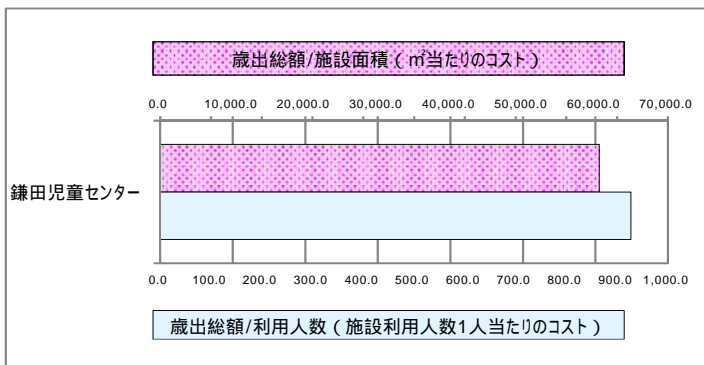 歳出総額/施設面積（㎡当たりのコスト）
0.0 10,000.0 20,000.0 30,000.0 40,000.0 50,000.0 60,000.0 70,000.0
鎌田児童センター
0.0 100.0 200.0 300.0 400.0 500.0 600.0 700.0 800.0 900.0 1,000.0
歳出総額/利用人数（施設利用人数1人当たりのコスト）